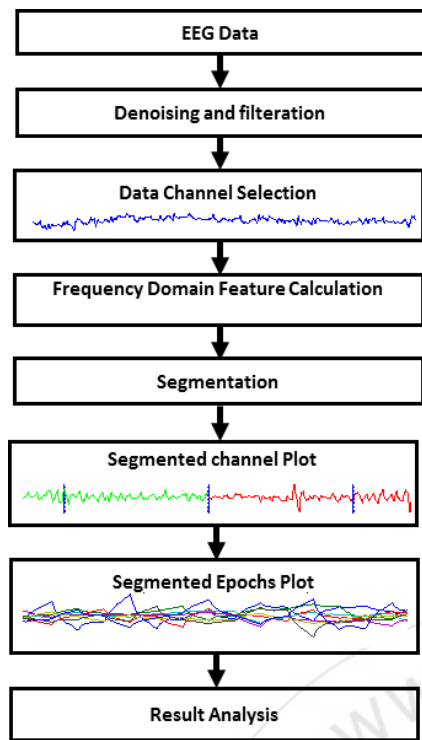 EEG Data
Denoising and filteration
Data Channel Selection
Frequency Domain Feature Calculation
Segmentation
Segmented channel Plot
Segmented Epochs Plot
Result Analysis